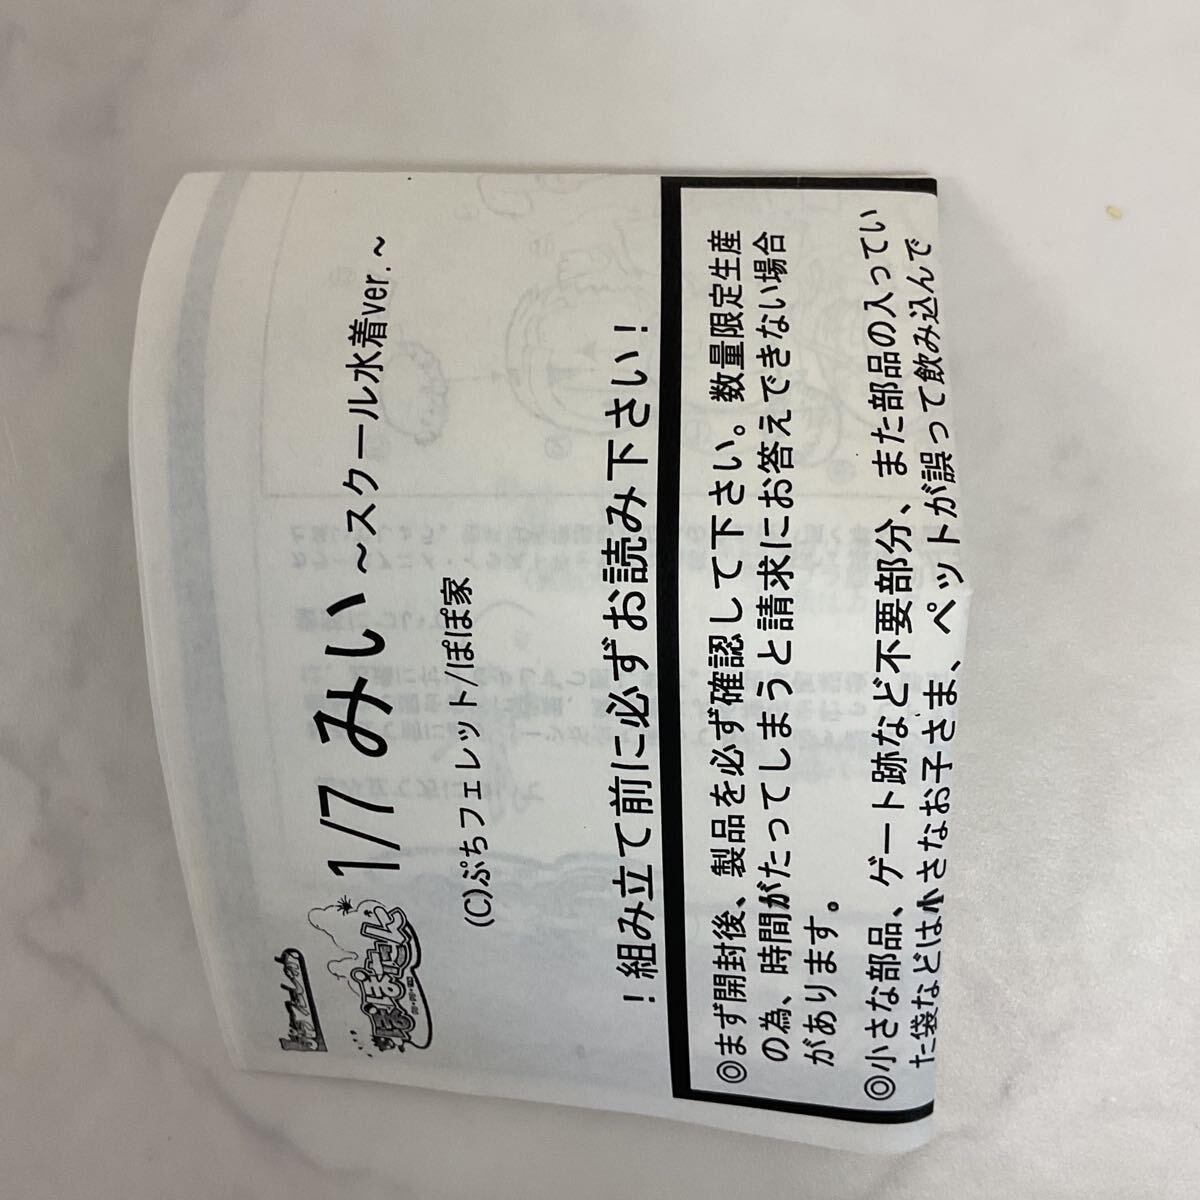 ぽぽたん
1/7 みい ~スクール水着ver.~
(C)ぷちフェレット/ぽぽ家
!組み立て前に必ずお読み下さい!
◎まず開封後、製品を必ず確認して下さい。数量限定生産
の為、時間がたってしまうと請求にお答えできない場合
があります。
◎小さな部品、ゲート跡など不要部分、また部品の入ってい
た袋などは小さなお子さま、ペットが誤って飲み込んで